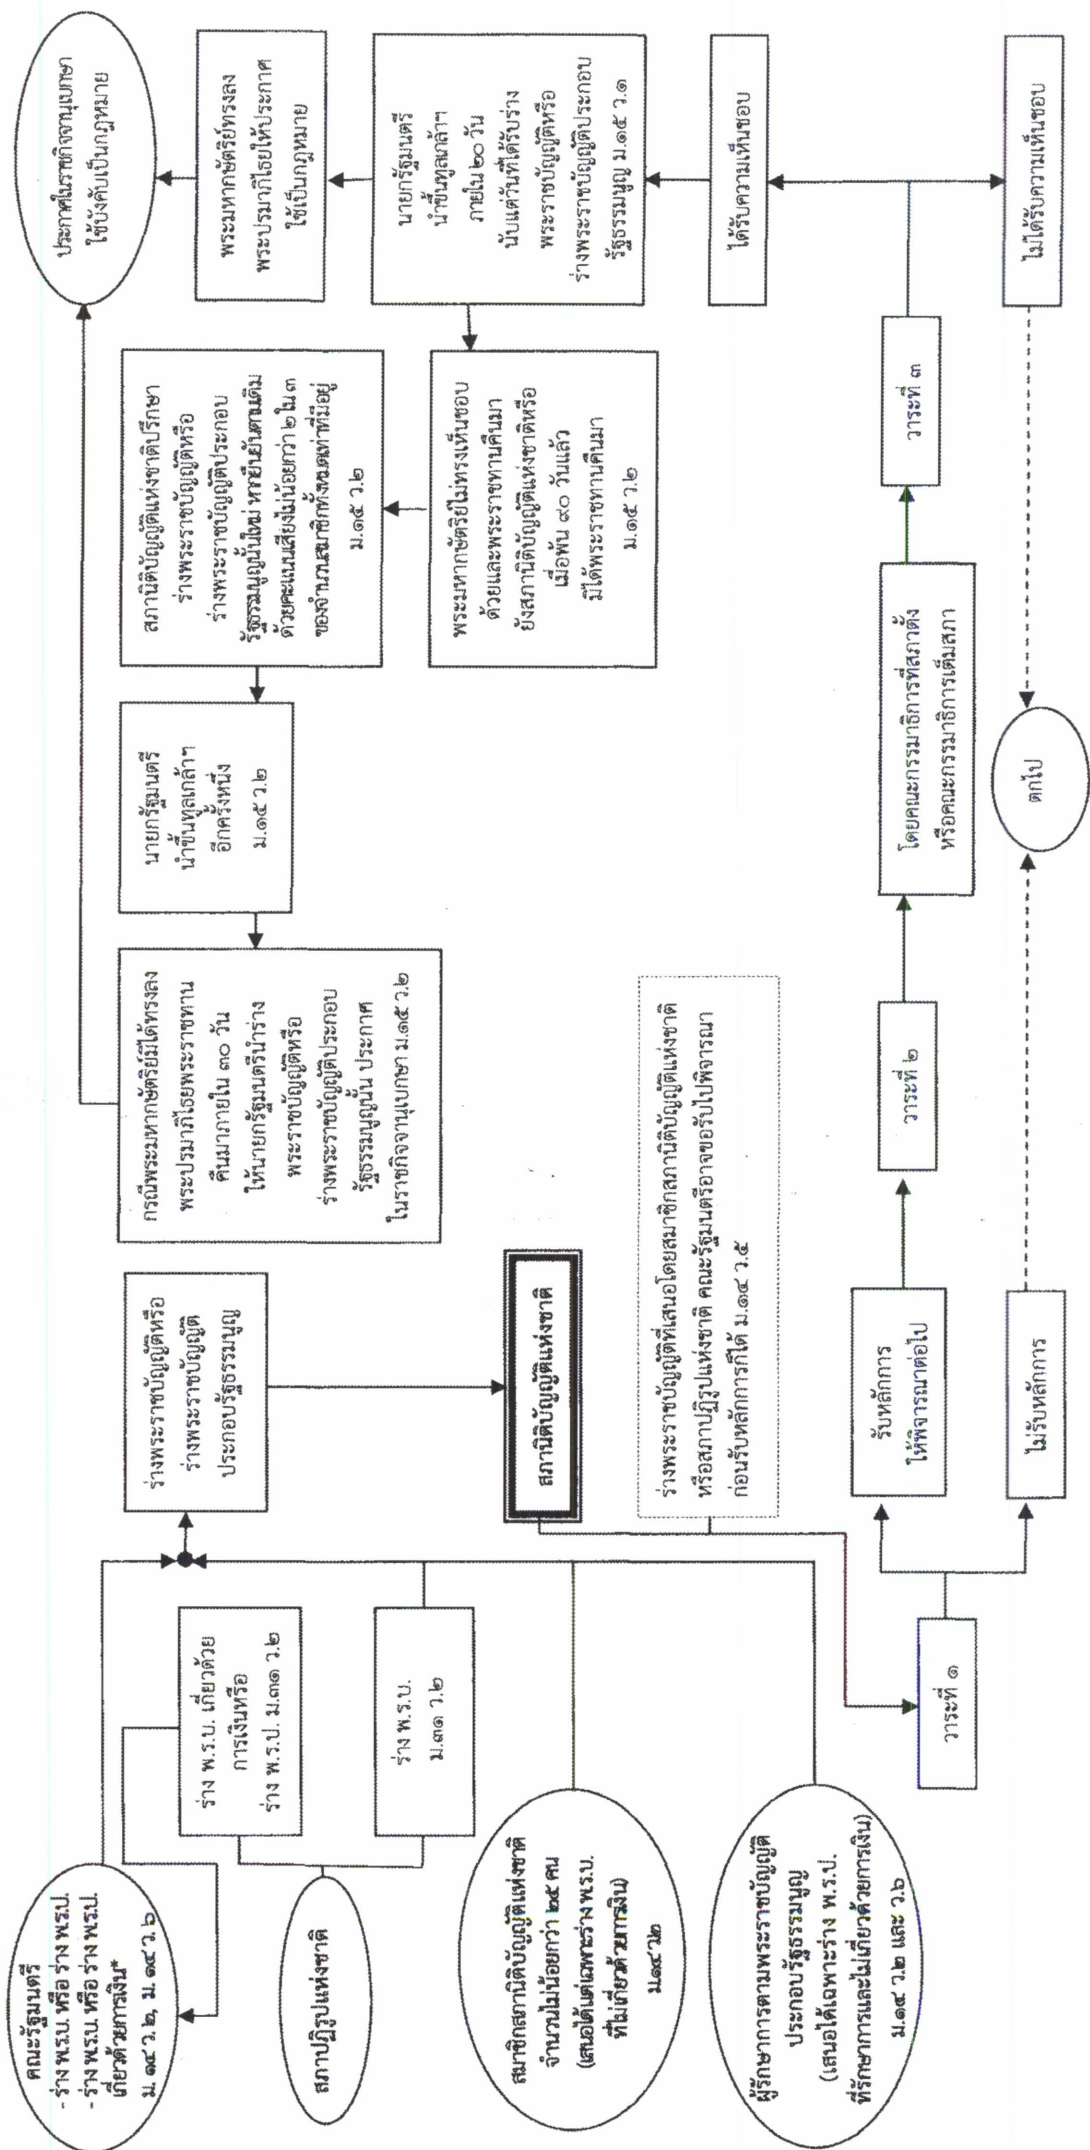 คณะรัฐมนตรี
- ร่าง พ.ร.บ. หรือ ร่าง พ.ร.ป.
- ร่าง พ.ร.บ. หรือ ร่าง พ.ร.ป.
เกี่ยวด้วยการเงิน*
ม. ๑๔ ว.๒, ม. ๑๔ ว. ๖
สภาปฏิรูปแห่งชาติ
สมาชิกสภานิติบัญญัติแห่งชาติ
จำนวนไม่น้อยกว่า ๒๕ คน
(เสนอได้แต่เฉพาะร่าง พ.ร.บ.
ที่ไม่เกี่ยวด้วยการเงิน)
ม.๑๔ ว.๒
ผู้รักษาการตามพระราชบัญญัติ
ประกอบรัฐธรรมนูญ
(เสนอได้เฉพาะร่าง พ.ร.ป.
ที่รักษาการและไม่เกี่ยวด้วยการเงิน)
ม.๑๔ ว.๒ และ ว.๖
ร่าง พ.ร.บ. เกี่ยวด้วย
การเงินหรือ
ร่าง พ.ร.ป. ม.๓๑ ว.๒
ร่าง พ.ร.บ.
ม.๓๑ ว.๒
ร่างพระราชบัญญัติหรือ
ร่างพระราชบัญญัติ
ประกอบรัฐธรรมนูญ
สภานิติบัญญัติแห่งชาติ
ร่างพระราชบัญญัติที่เสนอโดยสมาชิกสภานิติบัญญัติแห่งชาติ
หรือสภาปฏิรูปแห่งชาติ คณะรัฐมนตรีอาจขอรับไปพิจารณา
ก่อนรับหลักการก็ได้ ม.๑๔ ว.๕
วาระที่ ๑
รับหลักการ
ให้พิจารณาต่อไป
ไม่รับหลักการ
วาระที่ ๒
โดยคณะกรรมาธิการที่สภาตั้ง
หรือคณะกรรมาธิการเต็มสภา
ตกไป
วาระที่ ๓
ได้รับความเห็นชอบ
ไม่ได้รับความเห็นชอบ
นายกรัฐมนตรี
นำขึ้นทูลเกล้าฯ
ภายใน ๒๐ วัน
นับแต่วันที่ได้รับร่าง
พระราชบัญญัติหรือ
ร่างพระราชบัญญัติประกอบ
รัฐธรรมนูญ ม.๑๕ ว.๑
พระมหากษัตริย์ทรงลง
พระปรมาภิไธยให้ประกาศ
ใช้เป็นกฎหมาย
ประกาศในราชกิจจานุเบกษา
ใช้บังคับเป็นกฎหมาย
พระมหากษัตริย์ไม่ทรงเห็นชอบ
ด้วยและพระราชทานคืนมา
ยังสภานิติบัญญัติแห่งชาติหรือ
เมื่อพ้น ๙๐ วันแล้ว
มิได้พระราชทานคืนมา
ม.๑๕ ว.๒
สภานิติบัญญัติแห่งชาติปรึกษา
ร่างพระราชบัญญัติหรือ
ร่างพระราชบัญญัติประกอบ
รัฐธรรมนูญนั้นใหม่ หากยืนยันตามเดิม
ด้วยคะแนนเสียงไม่น้อยกว่า ๒ ใน ๓
ของจำนวนสมาชิกทั้งหมดเท่าที่มีอยู่
ม.๑๕ ว.๒
นายกรัฐมนตรี
นำขึ้นทูลเกล้าฯ
อีกครั้งหนึ่ง
ม.๑๕ ว.๒
กรณีพระมหากษัตริย์มิได้ทรงลง
พระปรมาภิไธยพระราชทาน
คืนมาภายใน ๓๐ วัน
ให้นายกรัฐมนตรีนำร่าง
พระราชบัญญัติหรือ
ร่างพระราชบัญญัติประกอบ
รัฐธรรมนูญนั้น ประกาศ
ในราชกิจจานุเบกษา ม.๑๕ ว.๒